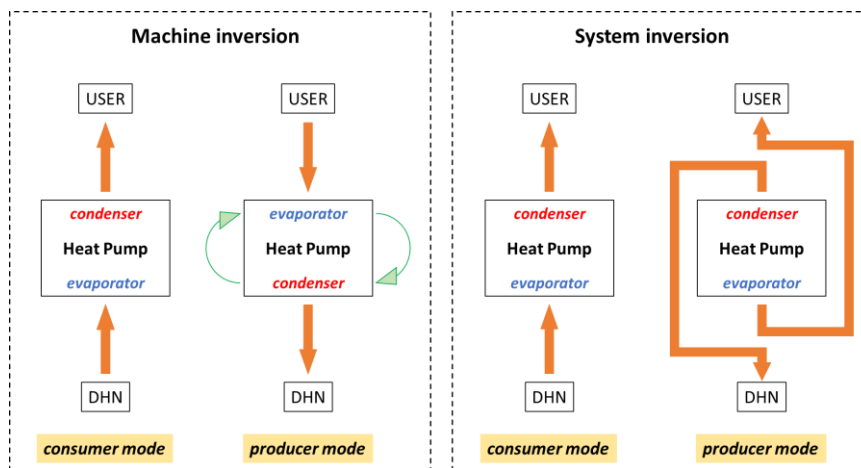 Machine inversion
USER
USER
condenser
Heat Pump
evaporator
evaporator
Heat Pump
condenser
DHN
DHN
consumer mode
producer mode
System inversion
USER
USER
condenser
Heat Pump
evaporator
condenser
Heat Pump
evaporator
DHN
DHN
consumer mode
producer mode